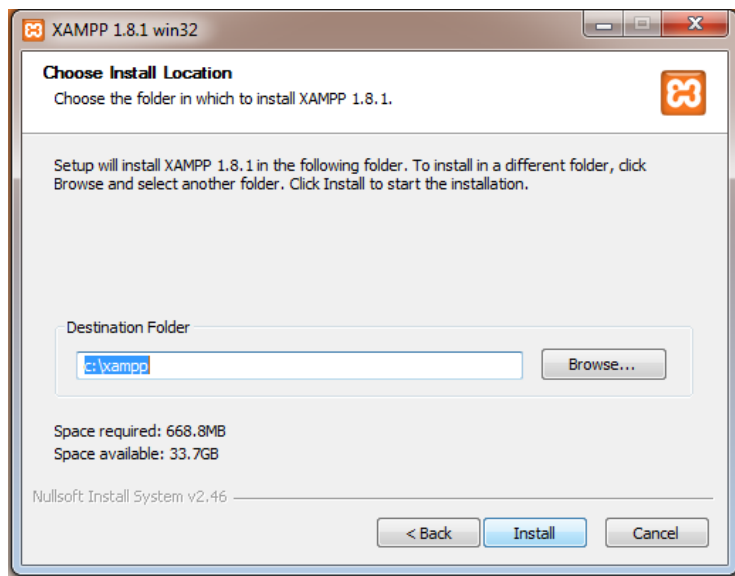 XAMPP 1.8.1 win32
Choose Install Location
Choose the folder in which to install XAMPP 1.8.1.
Setup will install XAMPP 1.8.1 in the following folder. To install in a different folder, click
Browse and select another folder. Click Install to start the installation.
Destination Folder
c:\xampp
Browse...
Space required: 668.8MB
Space available: 33.7GB
Nullsoft Install System v2.46
< Back
Install
Cancel